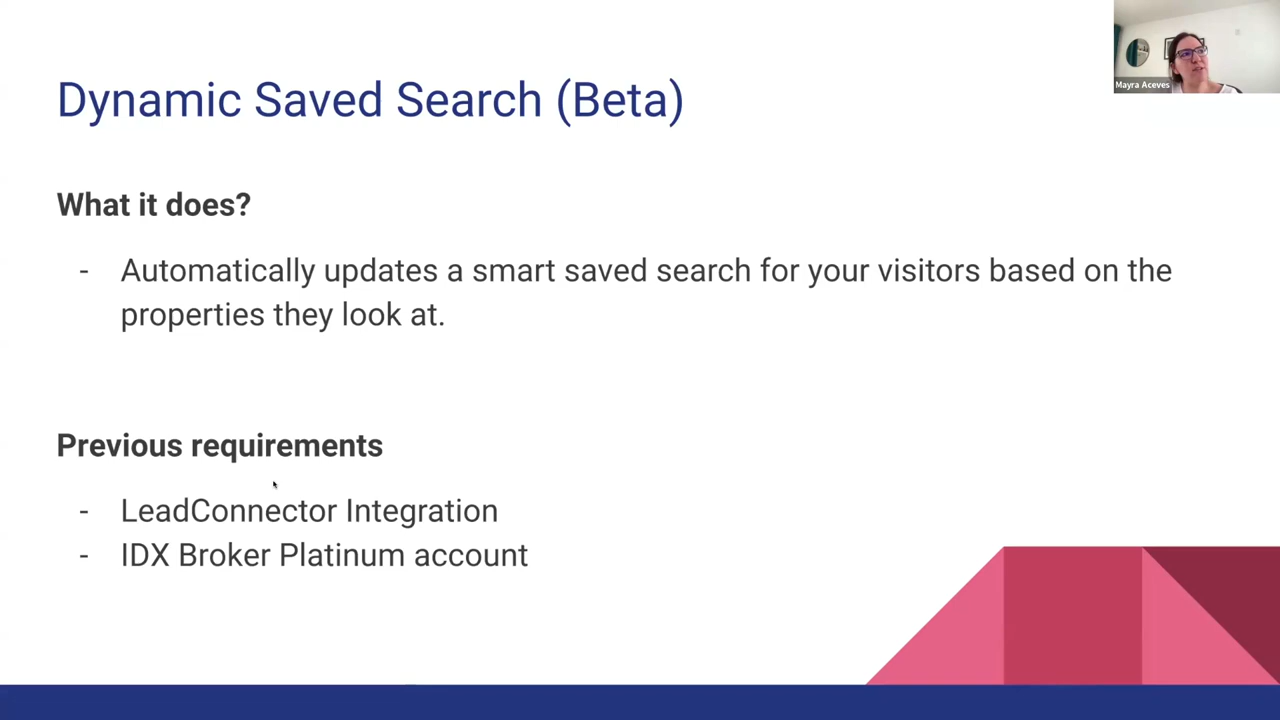 Dynamic Saved Search (Beta)
Mayra Aceves
What it does?
- Automatically updates a smart saved search for your visitors based on the
properties they look at.
Previous requirements
- LeadConnector Integration
- IDX Broker Platinum account